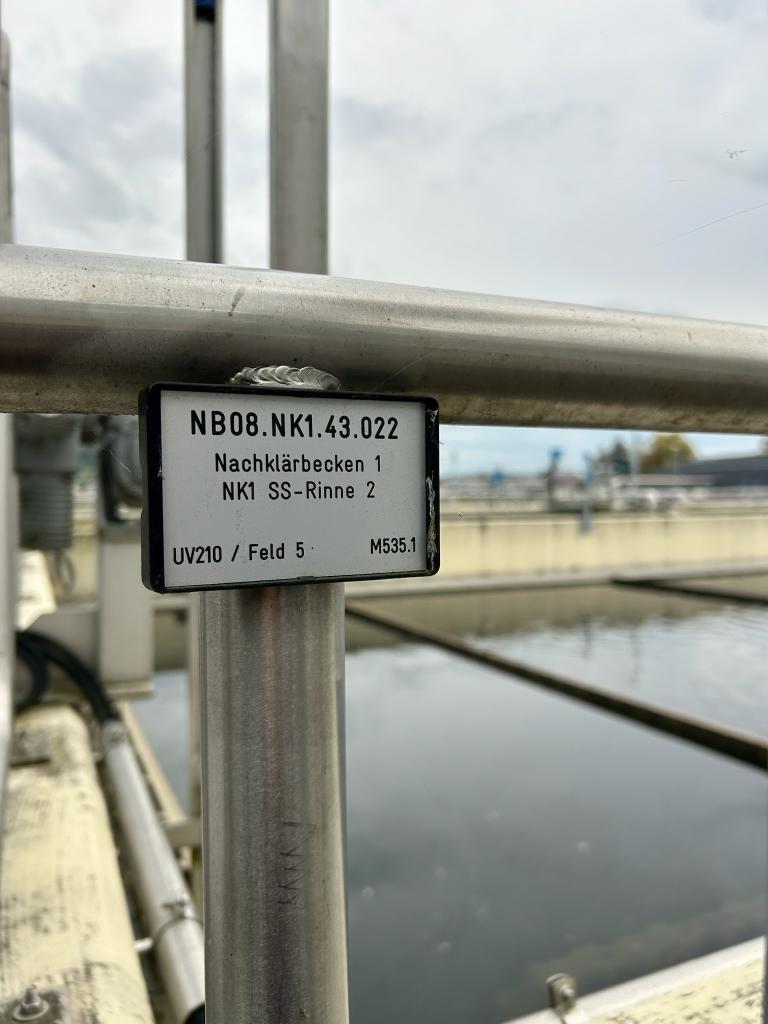 NB08.NK1.43.022
Nachklärbecken 1
NK1 SS-Rinne 2
UV210 / Feld 5 M535.1